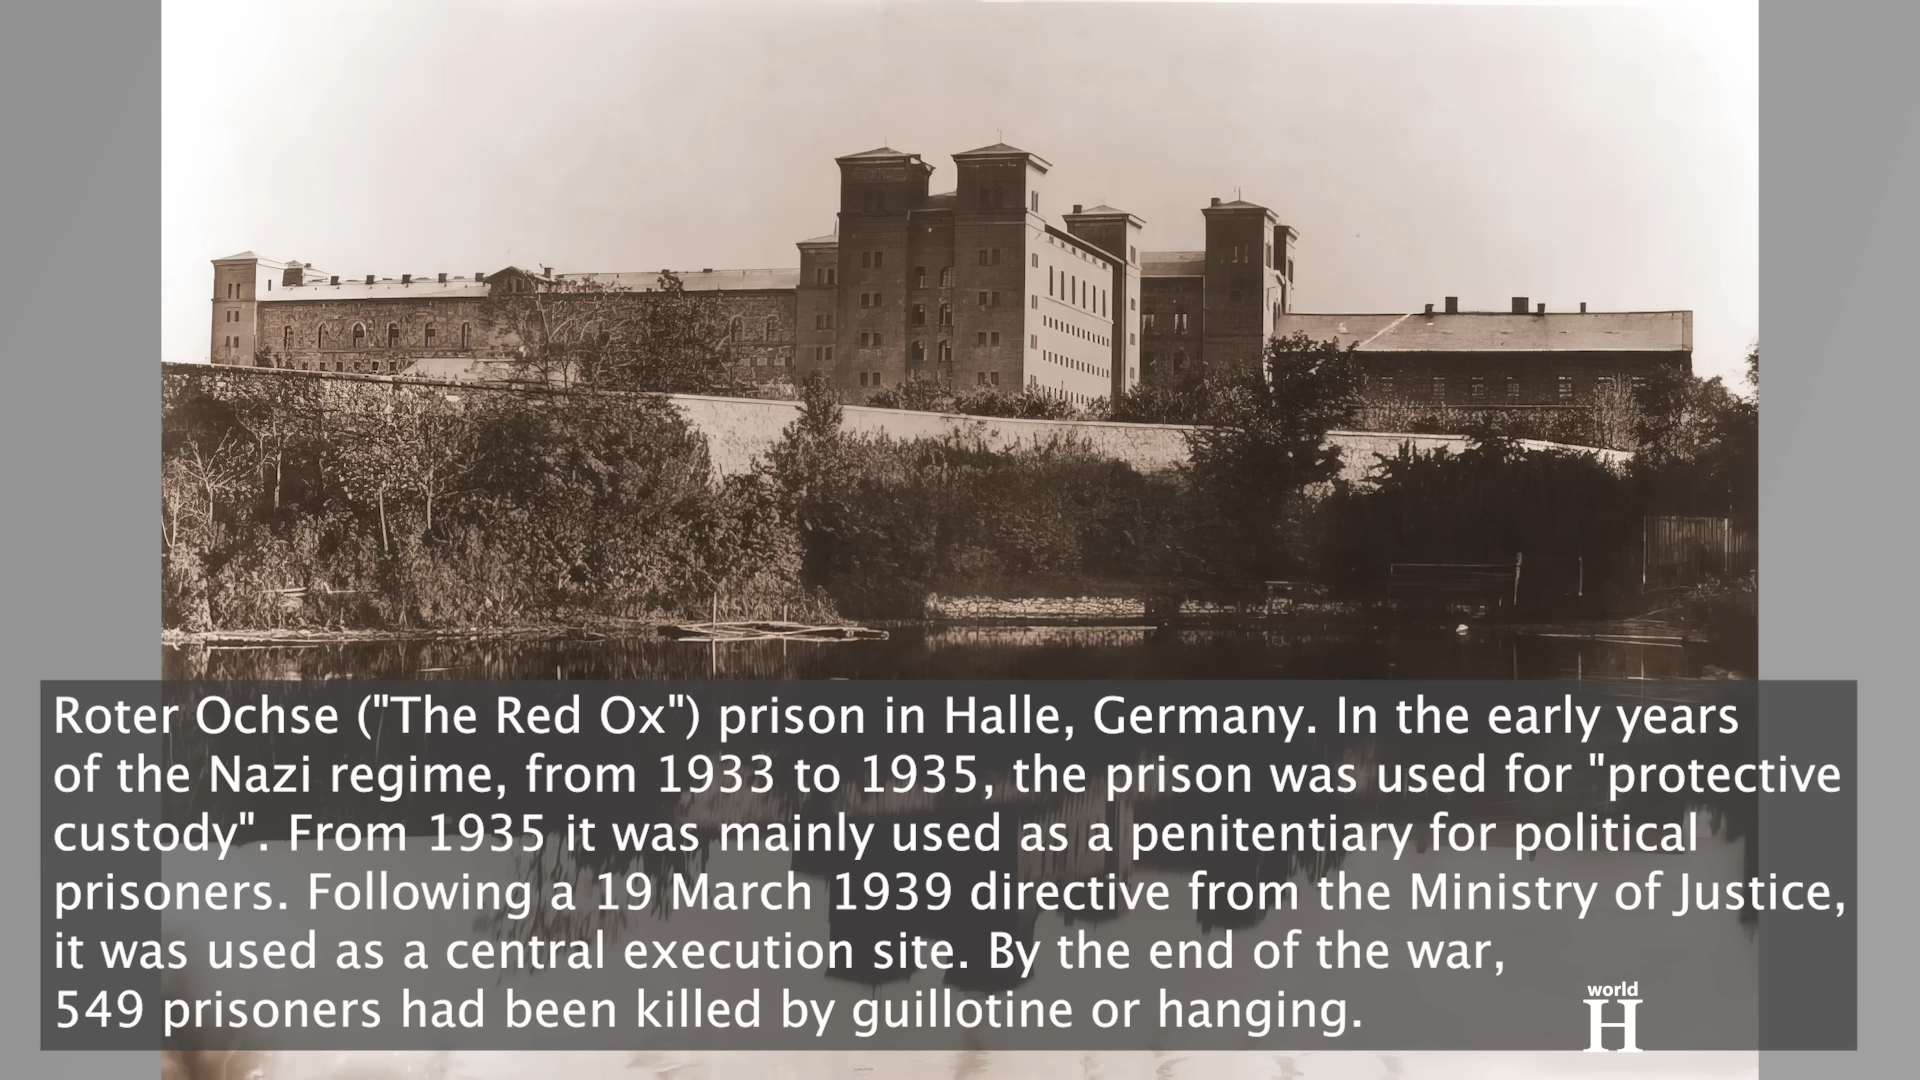 Roter Ochse ("The Red Ox") prison in Halle, Germany. In the early years
of the Nazi regime, from 1933 to 1935, the prison was used for "protective
custody". From 1935 it was mainly used as a penitentiary for political
prisoners. Following a 19 March 1939 directive from the Ministry of Justice,
it was used as a central execution site. By the end of the war,
549 prisoners had been killed by guillotine or hanging.
world
H